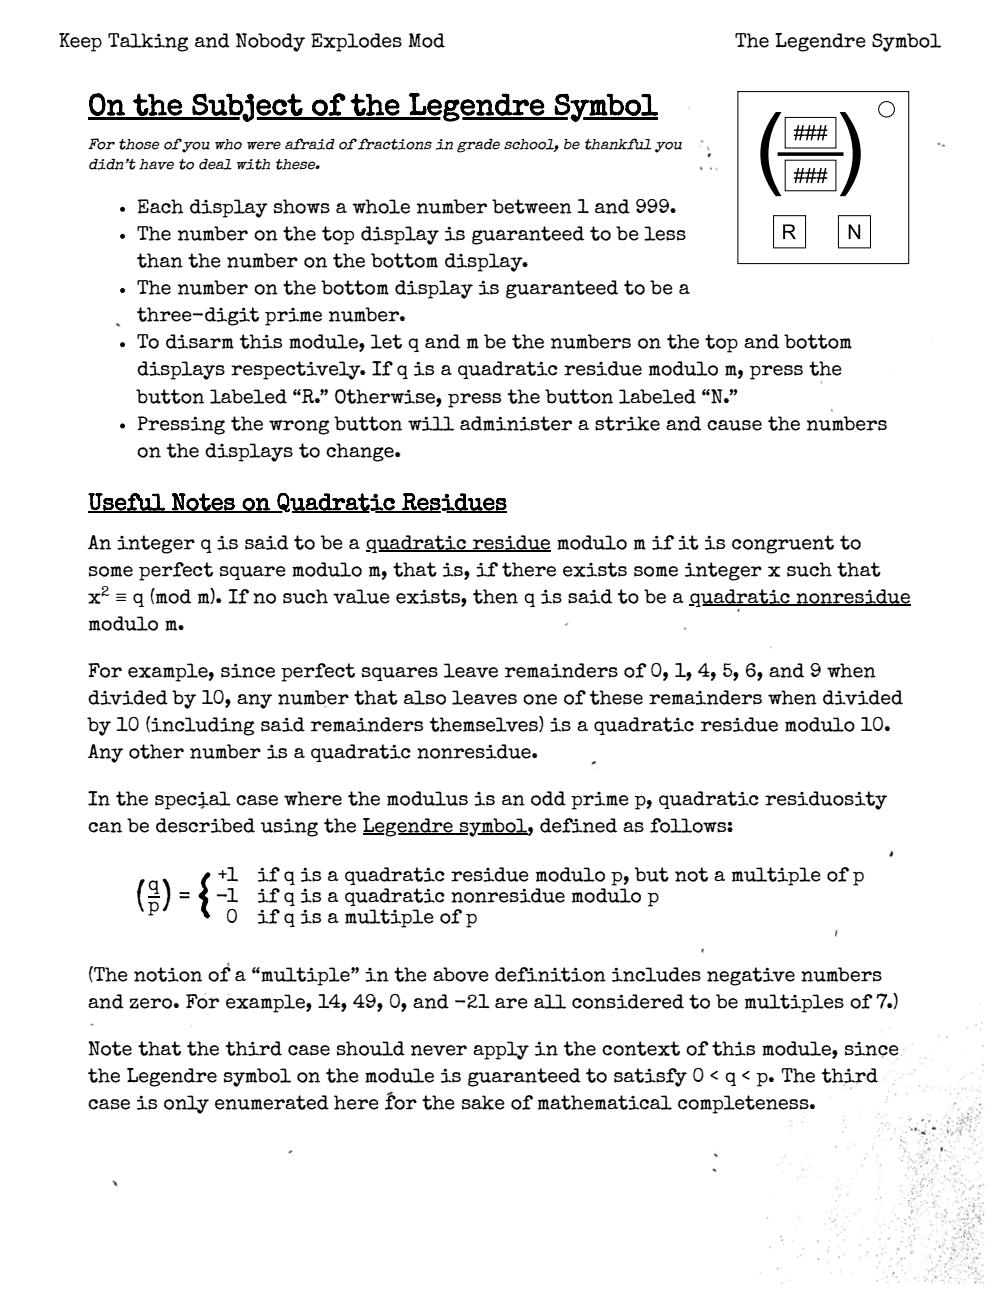 Keep Talking and Nobody Explodes Mod
The Legendre Symbol
On the Subject of the Legendre Symbol
For those of you who were afraid of fractions in grade school, be thankful you
didn't have to deal with these.
###
###
R N
• Each display shows a whole number between 1 and 999.
• The number on the top display is guaranteed to be less
than the number on the bottom display.
• The number on the bottom display is guaranteed to be a
three-digit prime number.
• To disarm this module, let q and m be the numbers on the top and bottom
displays respectively. If q is a quadratic residue modulo m, press the
button labeled “R.” Otherwise, press the button labeled “N.”
• Pressing the wrong button will administer a strike and cause the numbers
on the displays to change.
Useful Notes on Quadratic Residues
An integer q is said to be a quadratic residue modulo m if it is congruent to
some perfect square modulo m, that is, if there exists some integer x such that
x² ≡ q (mod m). If no such value exists, then q is said to be a quadratic nonresidue
modulo m.
For example, since perfect squares leave remainders of 0, 1, 4, 5, 6, and 9 when
divided by 10, any number that also leaves one of these remainders when divided
by 10 (including said remainders themselves) is a quadratic residue modulo 10.
Any other number is a quadratic nonresidue.
In the special case where the modulus is an odd prime p, quadratic residuosity
can be described using the Legendre symbol, defined as follows:
+1 if q is a quadratic residue modulo p, but not a multiple of p
(q/p) = { −1 if q is a quadratic nonresidue modulo p
0 if q is a multiple of p
(The notion of a “multiple” in the above definition includes negative numbers
and zero. For example, 14, 49, 0, and −21 are all considered to be multiples of 7.)
Note that the third case should never apply in the context of this module, since
the Legendre symbol on the module is guaranteed to satisfy 0 < q < p. The third
case is only enumerated here for the sake of mathematical completeness.